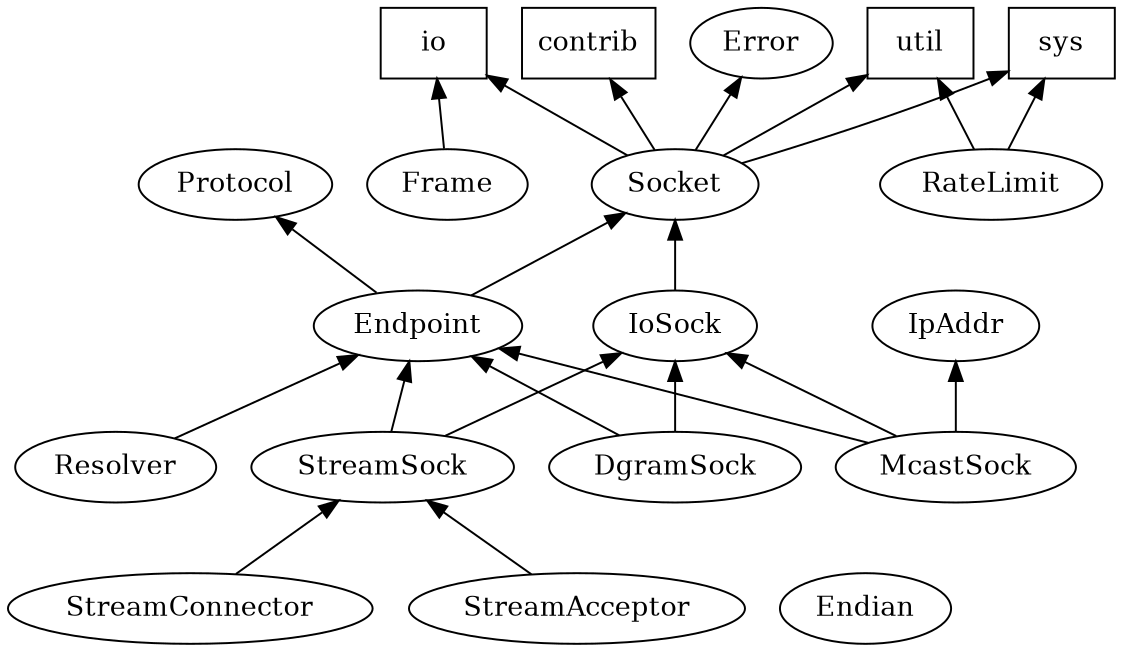 io
contrib
Error
util
sys
Protocol
Frame
Socket
RateLimit
Endpoint
IoSock
IpAddr
Resolver
StreamSock
DgramSock
McastSock
StreamConnector
StreamAcceptor
Endian